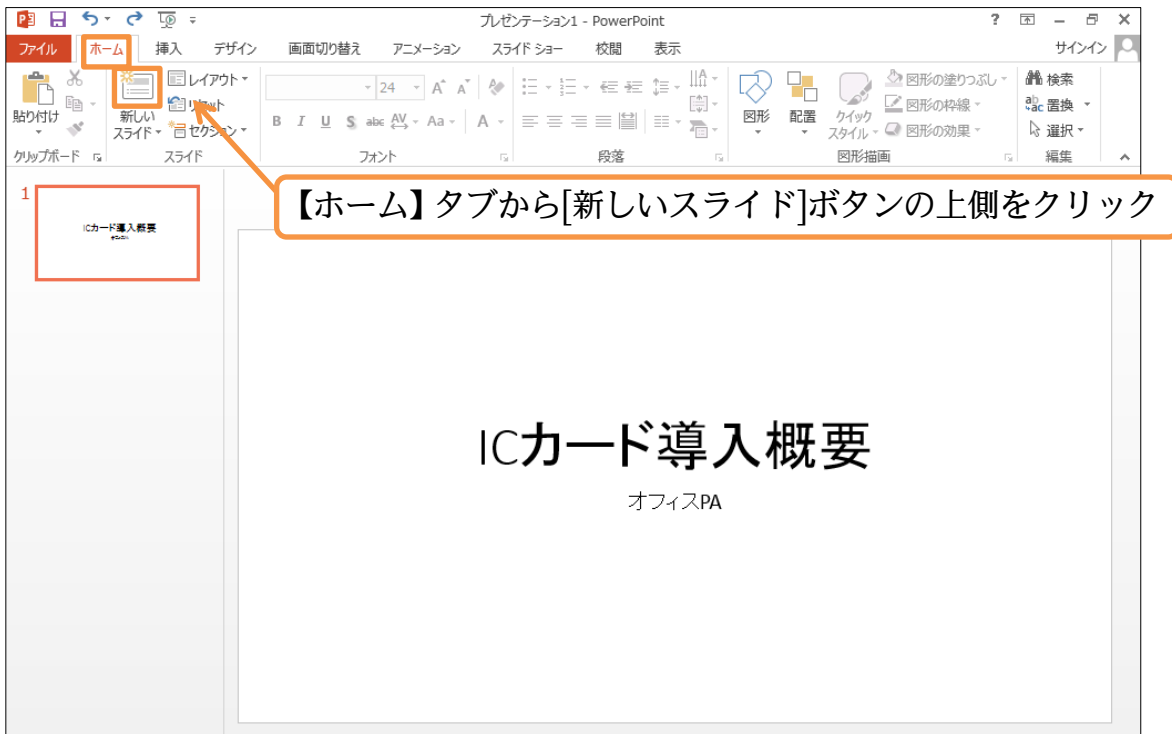 プレゼンテーション1 - PowerPoint
ファイル ホーム 挿入 デザイン 画面切り替え アニメーション スライド ショー 校閲 表示 サインイン
貼り付け
新しい
スライド
レイアウト
リセット
セクション
24
A A
B I U S abc AV Aa A
図形
配置
クイック
スタイル
図形の塗りつぶし
図形の枠線
図形の効果
検索
置換
選択
クリップボード スライド フォント 段落 図形描画 編集
【ホーム】タブから[新しいスライド]ボタンの上側をクリック
1
ICカード導入概要
ICカード導入概要
オフィスPA